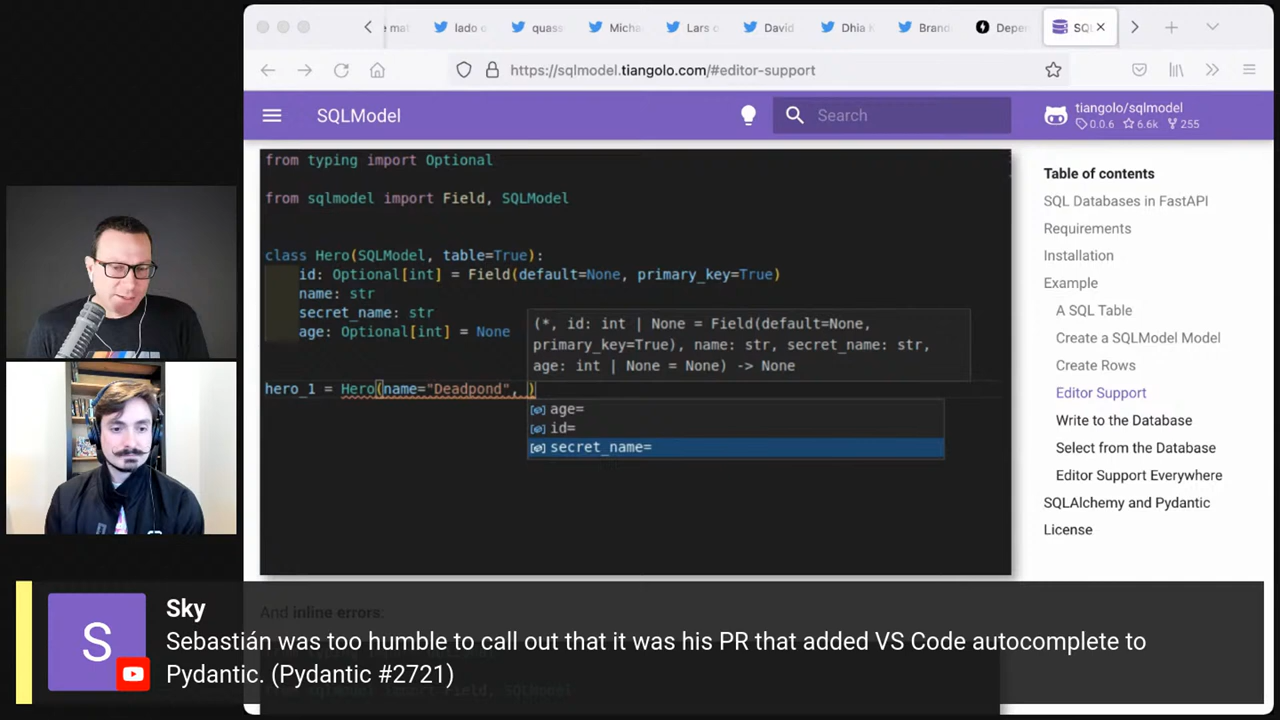 e mat
lado o
quass
Micha
Lars o
David
Dhia K
Brand
Deper
SQL
https://sqlmodel.tiangolo.com/#editor-support
SQLModel
Search
tiangolo/sqlmodel
0.0.6 6.6k 255
from typing import Optional
from sqlmodel import Field, SQLModel
class Hero(SQLModel, table=True):
id: Optional[int] = Field(default=None, primary_key=True)
name: str
secret_name: str
age: Optional[int] = None
(*, id: int | None = Field(default=None,
primary_key=True), name: str, secret_name: str,
age: int | None = None) -> None
hero_1 = Hero(name="Deadpond", )
age=
id=
secret_name=
Table of contents
SQL Databases in FastAPI
Requirements
Installation
Example
A SQL Table
Create a SQLModel Model
Create Rows
Editor Support
Write to the Database
Select from the Database
Editor Support Everywhere
SQLAlchemy and Pydantic
License
And inline errors:
S
Sky
Sebastián was too humble to call out that it was his PR that added VS Code autocomplete to
Pydantic. (Pydantic #2721)
from sqlmodel import Field, SQLModel